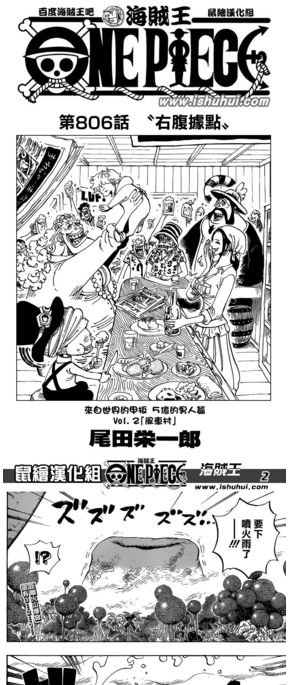 百度海賊王吧
海賊王
鼠繪漢化組
ONE PIECE
www.ishuhui.com
第806話 〝右腹據點〟
來自世界的甲板 5億的男人篇
Vol. 2「風車村」
尾田栄一郎
鼠繪漢化組
海賊王
ONE PIECE
海賊王
2
www.ishuhui.com
要下
噴火雨了
!!!
ズズズズズズ..
!?